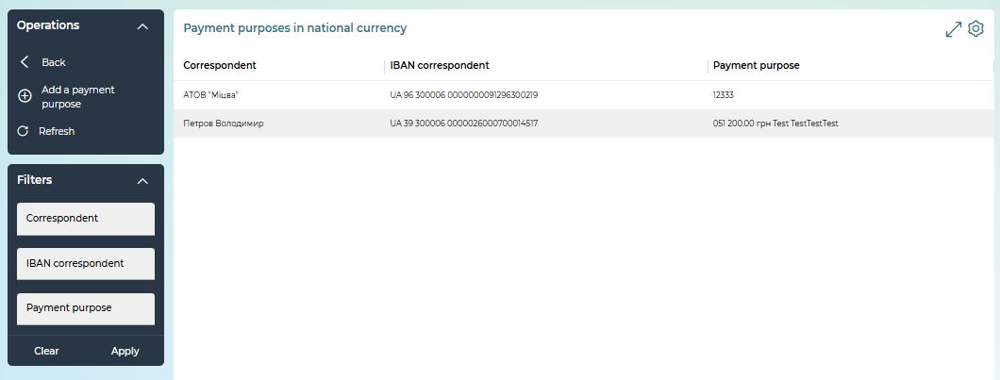 Operations
Back
Add a payment
purpose
Refresh
Filters
Correspondent
IBAN correspondent
Payment purpose
Clear Apply
Payment purposes in national currency
Correspondent IBAN correspondent Payment purpose
АТОВ "Міцва" UA 96 300006 0000000091296300219 12333
Петров Володимир UA 39 300006 0000026000700014517 051 200.00 грн Test TestTestTest